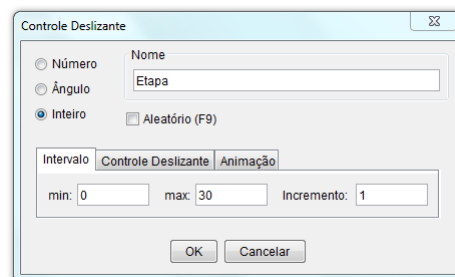 Controle Deslizante
Número
Ângulo
Inteiro
Nome
Etapa
Aleatório (F9)
Intervalo Controle Deslizante Animação
min: 0 max: 30 Incremento: 1
OK Cancelar